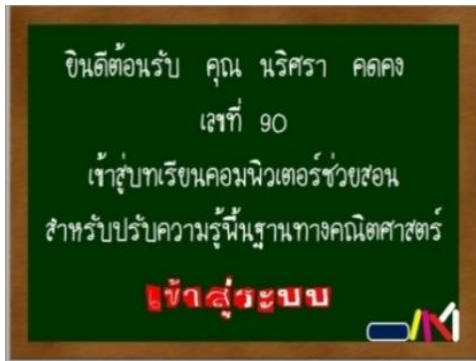 ยินดีต้อนรับ คุณ นริศรา คดคง
เลขที่ 90
เข้าสู่บทเรียนคอมพิวเตอร์ช่วยสอน
สำหรับปรับความรู้พื้นฐานทางคณิตศาสตร์
เข้าสู่ระบบ